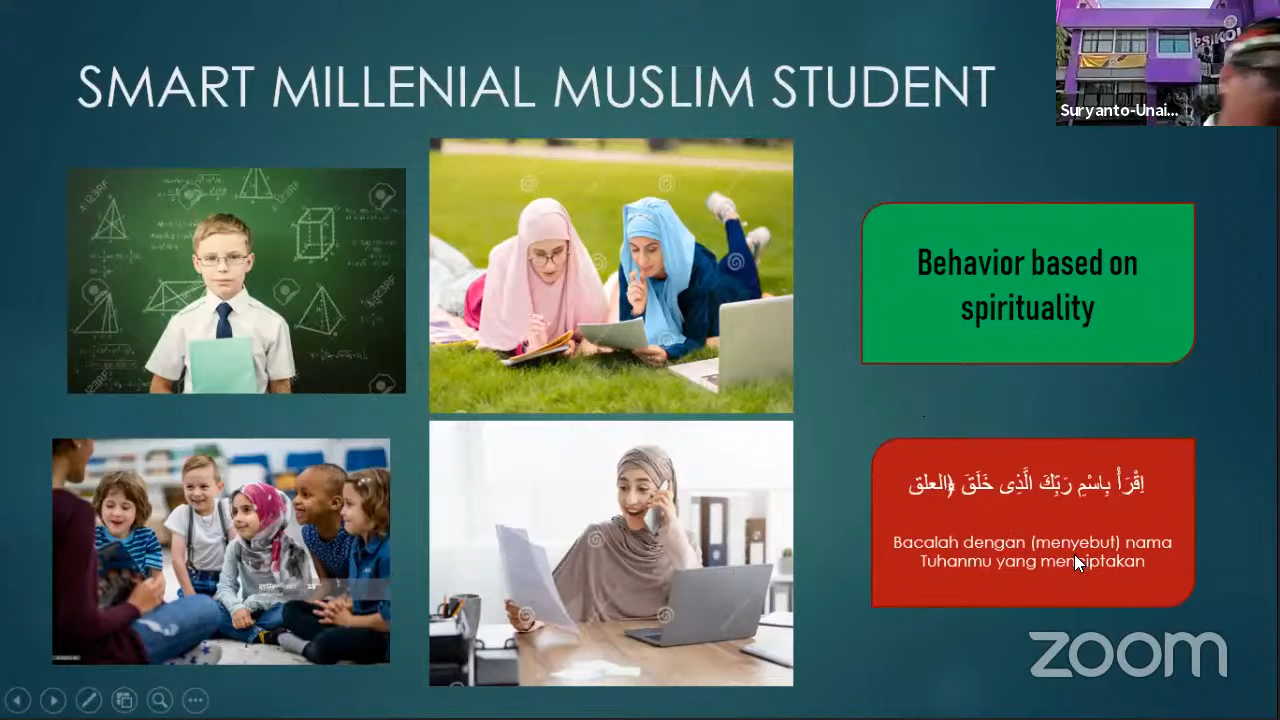 SMART MILLENIAL MUSLIM STUDENT
PSIKOL
Suryanto-Unai...
Behavior based on
spirituality
اِقْرَأْ بِاسْمِ رَبِّكَ الَّذِى خَلَقَ ﴿العلق
Bacalah dengan (menyebut) nama
Tuhanmu yang menciptakan
zoom